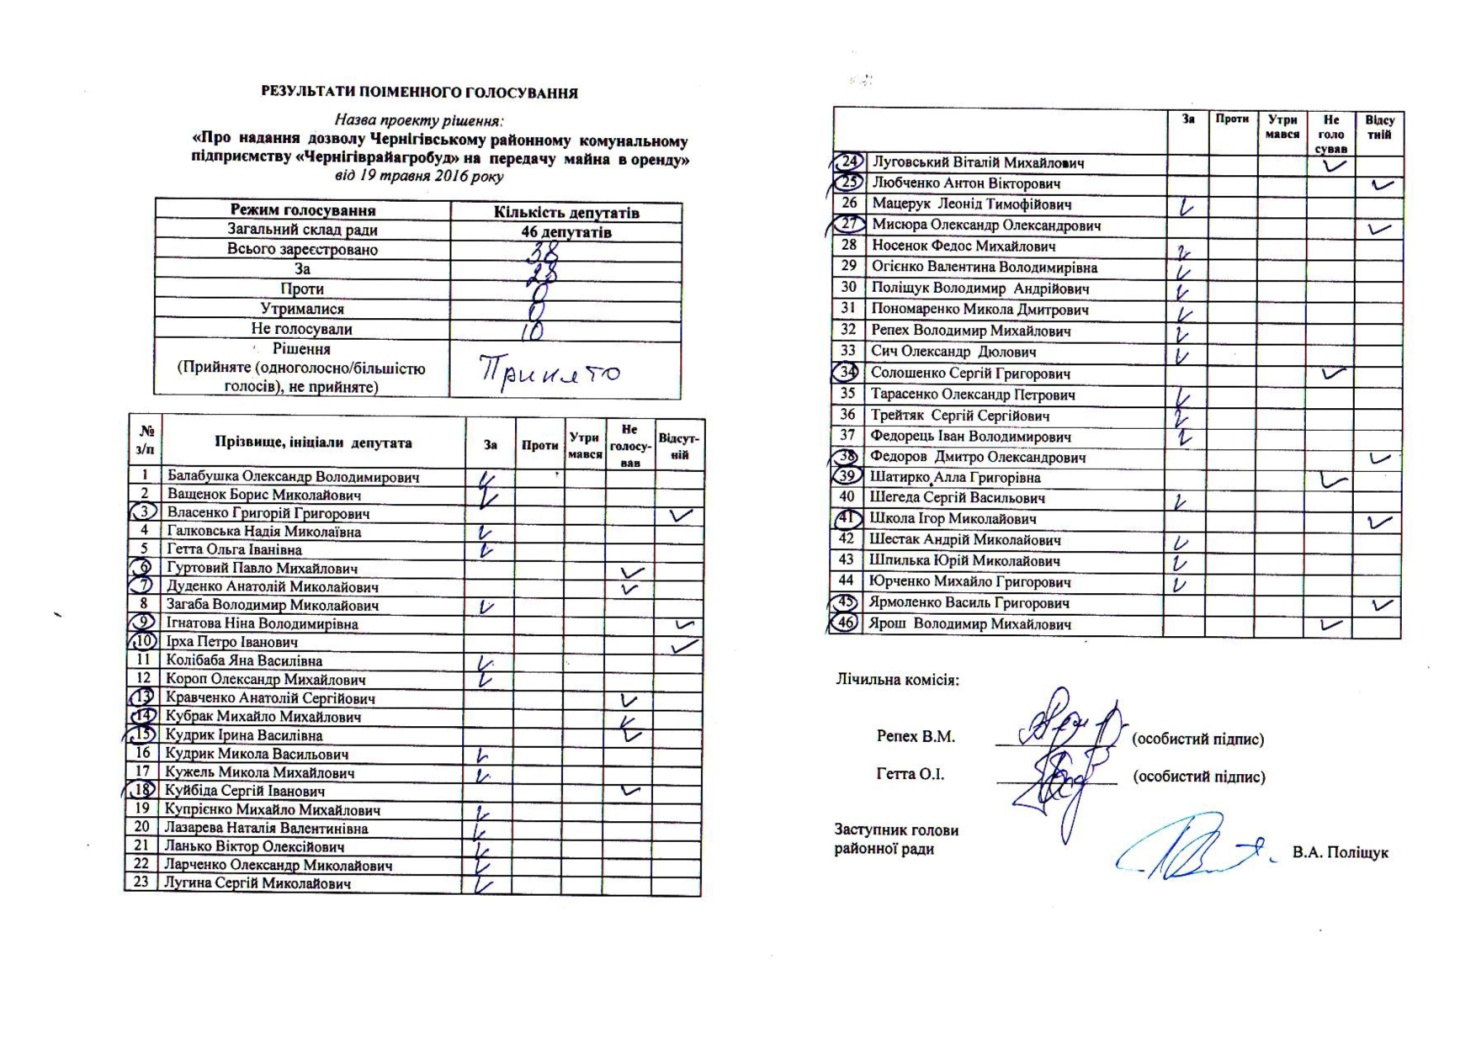 РЕЗУЛЬТАТИ ПОІМЕННОГО ГОЛОСУВАННЯ
Назва проекту рішення:
«Про надання дозволу Чернігівському районному комунальному
підприємству «Чернігіврайагробуд» на передачу майна в оренду»
від 19 травня 2016 року
Режим голосування Кількість депутатів
Загальний склад ради 46 депутатів
Всього зареєстровано 38
За 28
Проти 0
Утрималися 0
Не голосували 10
Рішення
(Прийняте (одноголосно/більшістю
голосів), не прийняте) Прийнято
№ з/п Прізвище, ініціали депутата За Проти Утри мався Не голосу-вав Відсут-ній
1 Балабушка Олександр Володимирович
2 Ващенок Борис Миколайович
3 Власенко Григорій Григорович
4 Галковська Надія Миколаївна
5 Гетта Ольга Іванівна
6 Гуртовий Павло Михайлович
7 Дуденко Анатолій Миколайович
8 Загаба Володимир Миколайович
9 Ігнатова Ніна Володимирівна
10 Ірха Петро Іванович
11 Колібаба Яна Василівна
12 Короп Олександр Михайлович
13 Кравченко Анатолій Сергійович
14 Кубрак Михайло Михайлович
15 Кудрик Ірина Василівна
16 Кудрик Микола Васильович
17 Кужель Микола Михайлович
18 Куйбіда Сергій Іванович
19 Купрієнко Михайло Михайлович
20 Лазарева Наталія Валентинівна
21 Ланько Віктор Олексійович
22 Ларченко Олександр Миколайович
23 Лугина Сергій Миколайович
За Проти Утри мався Не голо сував Відсу тній
24 Луговський Віталій Михайлович
25 Любченко Антон Вікторович
26 Мацерук Леонід Тимофійович
27 Мисюра Олександр Олександрович
28 Носенок Федос Михайлович
29 Огієнко Валентина Володимирівна
30 Поліщук Володимир Андрійович
31 Пономаренко Микола Дмитрович
32 Репех Володимир Михайлович
33 Сич Олександр Дюлович
34 Солошенко Сергій Григорович
35 Тарасенко Олександр Петрович
36 Трейтяк Сергій Сергійович
37 Федорець Іван Володимирович
38 Федоров Дмитро Олександрович
39 Шатирко Алла Григорівна
40 Шегеда Сергій Васильович
41 Школа Ігор Миколайович
42 Шестак Андрій Миколайович
43 Шпилька Юрій Миколайович
44 Юрченко Михайло Григорович
45 Ярмоленко Василь Григорович
46 Ярош Володимир Михайлович
Лічильна комісія:
Репех В.М. (особистий підпис)
Гетта О.І. (особистий підпис)
Заступник голови
районної ради В.А. Поліщук